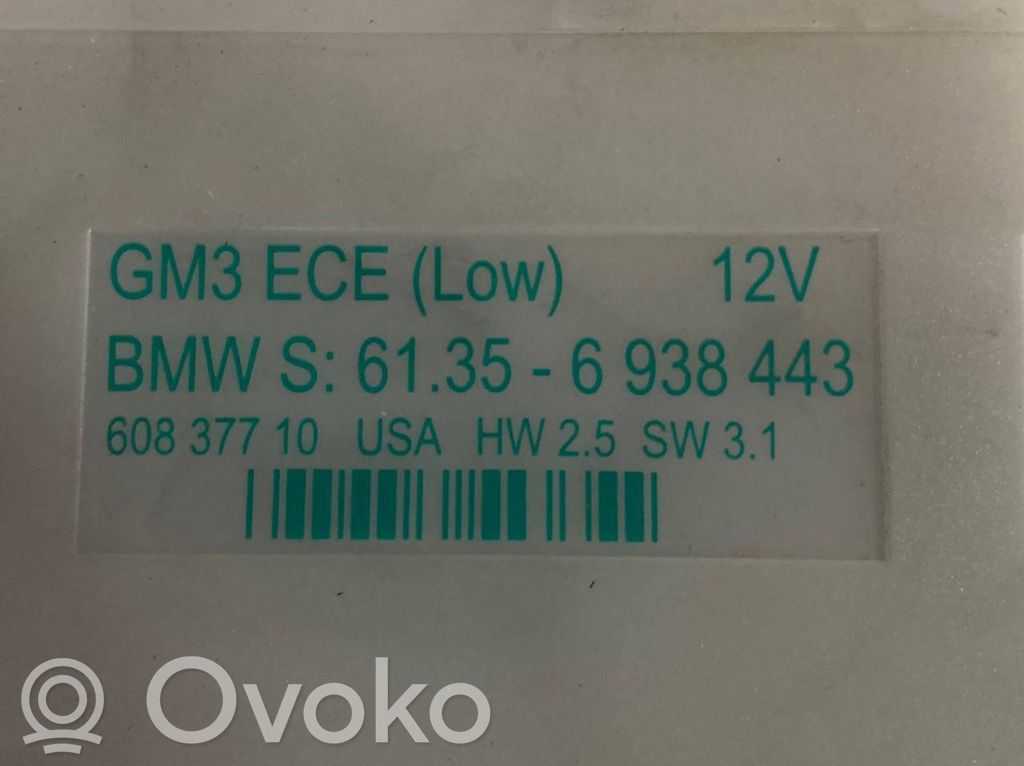 GM3 ECE (Low) 12V
BMW S: 61.35 - 6 938 443
608 377 10 USA HW 2.5 SW 3.1
Ovoko